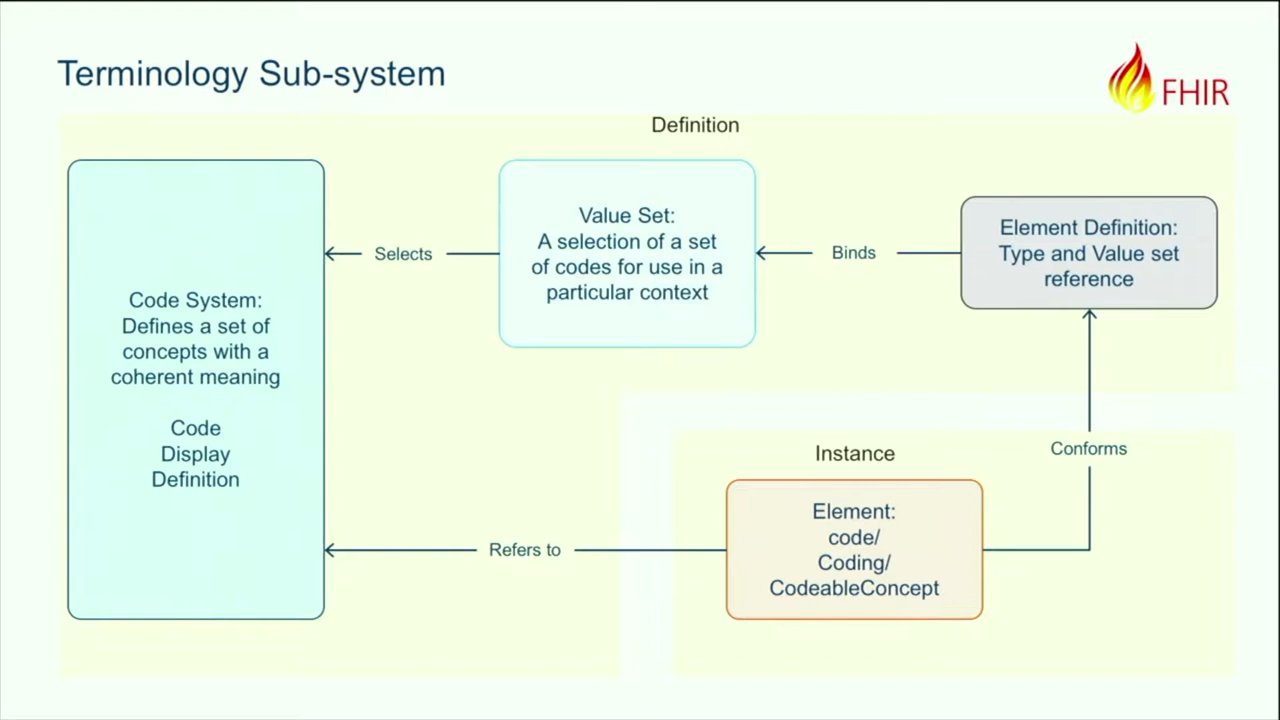 Terminology Sub-system
FHIR
Definition
Code System:
Defines a set of
concepts with a
coherent meaning
Code
Display
Definition
Selects
Value Set:
A selection of a set
of codes for use in a
particular context
Binds
Element Definition:
Type and Value set
reference
Conforms
Instance
Element:
code/
Coding/
CodeableConcept
Refers to